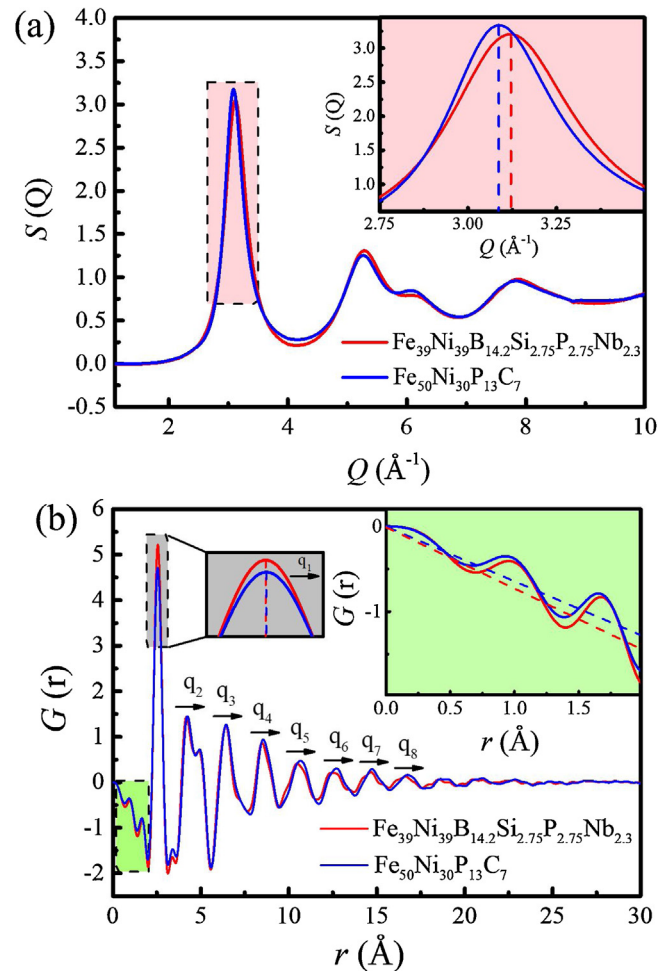 (a)
4.0
3.5
3.0
2.5
2.0
1.5
1.0
0.5
0.0
-0.5
S (Q)
3.5
3.0
2.5
2.0
1.5
1.0
S (Q)
2.75 3.00 3.25
Q (Å⁻¹)
Fe₃₉Ni₃₉B₁₄.₂Si₂.₇₅P₂.₇₅Nb₂.₃
Fe₅₀Ni₃₀P₁₃C₇
2 4 6 8 10
Q (Å⁻¹)
(b)
6
5
4
3
2
1
0
-1
-2
G (r)
q₁
q₂ q₃ q₄ q₅ q₆ q₇ q₈
0
-1
G (r)
0.0 0.5 1.0 1.5
r (Å)
Fe₃₉Ni₃₉B₁₄.₂Si₂.₇₅P₂.₇₅Nb₂.₃
Fe₅₀Ni₃₀P₁₃C₇
0 5 10 15 20 25 30
r (Å)